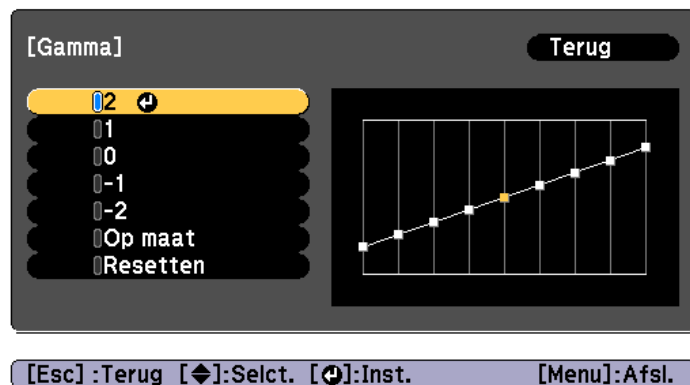 [Gamma] Terug
2
1
0
-1
-2
Op maat
Resetten
[Esc] :Terug [◆]:Selct. [⏎]:Inst. [Menu]:Afsl.